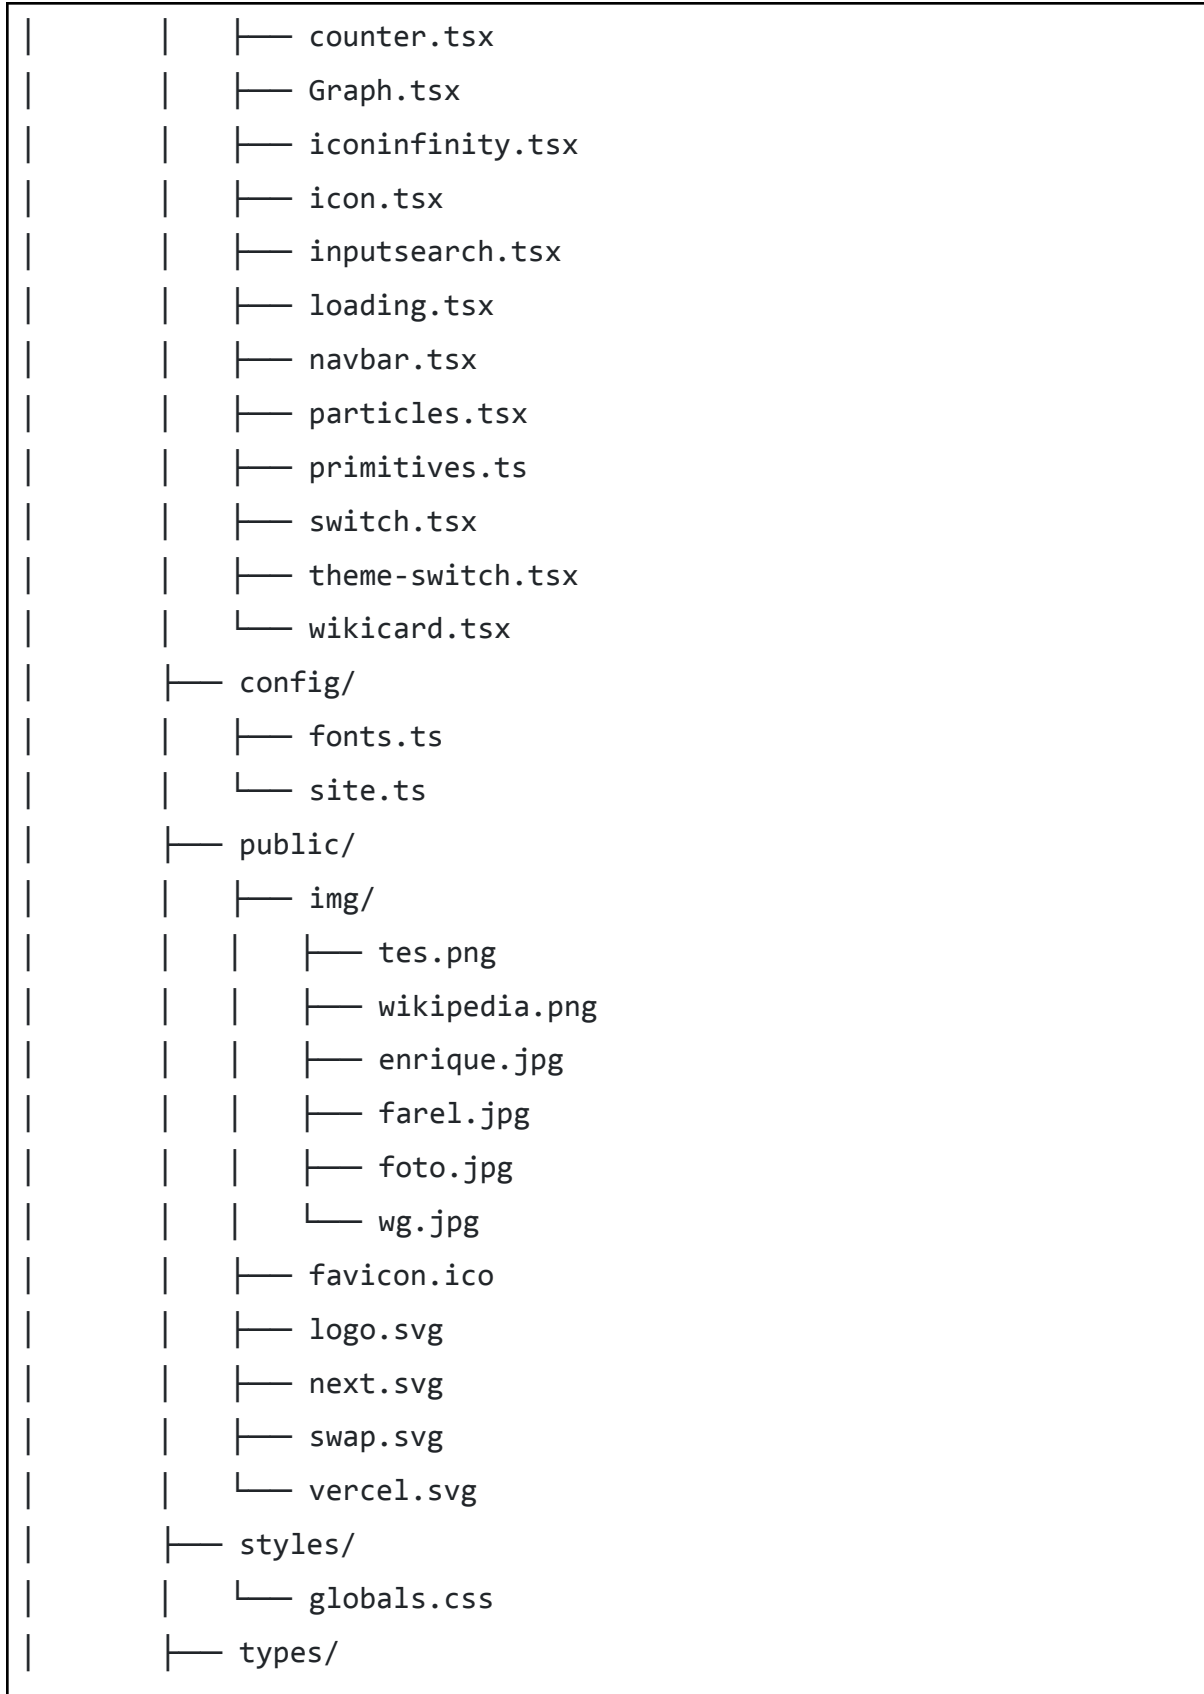 │       │   ├── counter.tsx
│       │   ├── Graph.tsx
│       │   ├── iconinfinity.tsx
│       │   ├── icon.tsx
│       │   ├── inputsearch.tsx
│       │   ├── loading.tsx
│       │   ├── navbar.tsx
│       │   ├── particles.tsx
│       │   ├── primitives.ts
│       │   ├── switch.tsx
│       │   ├── theme-switch.tsx
│       │   └── wikicard.tsx
│       ├── config/
│       │   ├── fonts.ts
│       │   └── site.ts
│       ├── public/
│       │   ├── img/
│       │   │   ├── tes.png
│       │   │   ├── wikipedia.png
│       │   │   ├── enrique.jpg
│       │   │   ├── farel.jpg
│       │   │   ├── foto.jpg
│       │   │   └── wg.jpg
│       │   ├── favicon.ico
│       │   ├── logo.svg
│       │   ├── next.svg
│       │   ├── swap.svg
│       │   └── vercel.svg
│       ├── styles/
│       │   └── globals.css
│       ├── types/